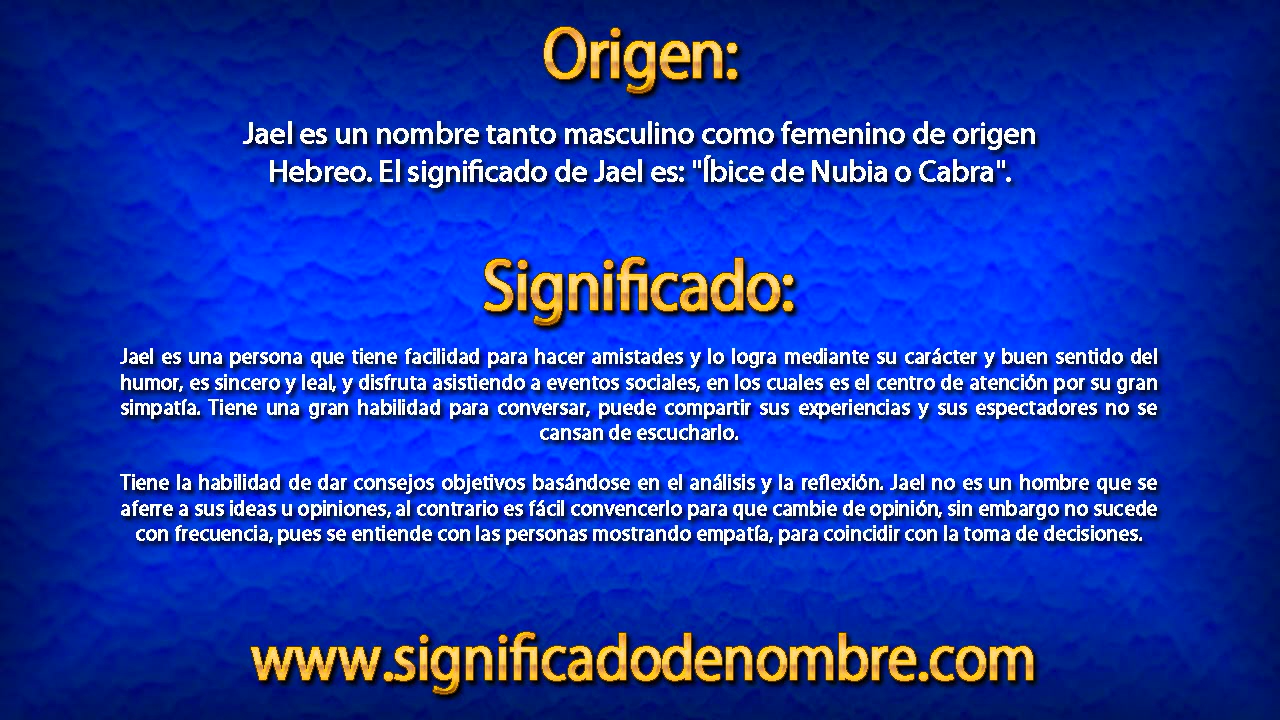 Origen:
Jael es un nombre tanto masculino como femenino de origen
Hebreo. El significado de Jael es: "Íbice de Nubia o Cabra".
Significado:
Jael es una persona que tiene facilidad para hacer amistades y lo logra mediante su carácter y buen sentido del
humor, es sincero y leal, y disfruta asistiendo a eventos sociales, en los cuales es el centro de atención por su gran
simpatía. Tiene una gran habilidad para conversar, puede compartir sus experiencias y sus espectadores no se
cansan de escucharlo.
Tiene la habilidad de dar consejos objetivos basándose en el análisis y la reflexión. Jael no es un hombre que se
aferre a sus ideas u opiniones, al contrario es fácil convencerlo para que cambie de opinión, sin embargo no sucede
con frecuencia, pues se entiende con las personas mostrando empatía, para coincidir con la toma de decisiones.
www.significadodenombre.com